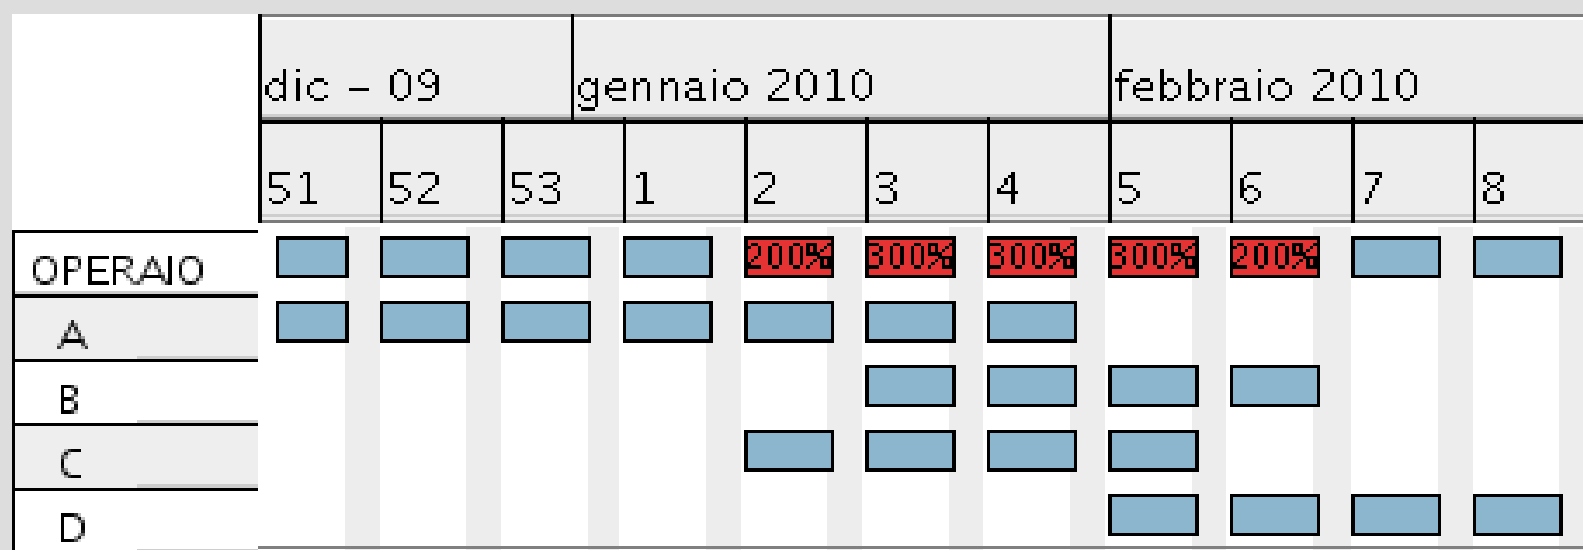 dic – 09 gennaio 2010 febbraio 2010
51 52 53 1 2 3 4 5 6 7 8
OPERAIO 200% 300% 300% 300% 200%
A
B
C
D